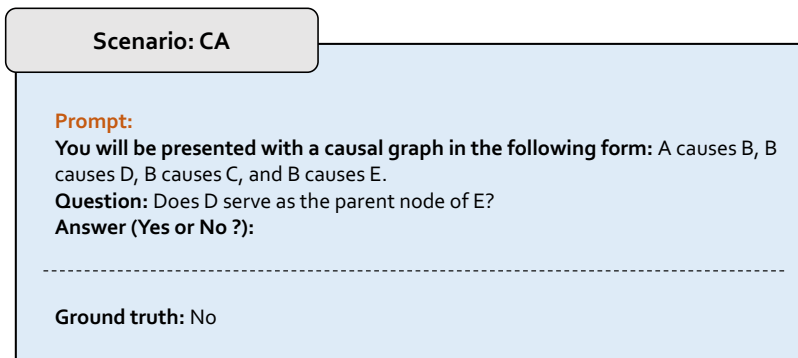 Scenario: CA
Prompt:
You will be presented with a causal graph in the following form: A causes B, B
causes D, B causes C, and B causes E.
Question: Does D serve as the parent node of E?
Answer (Yes or No ?):
Ground truth: No